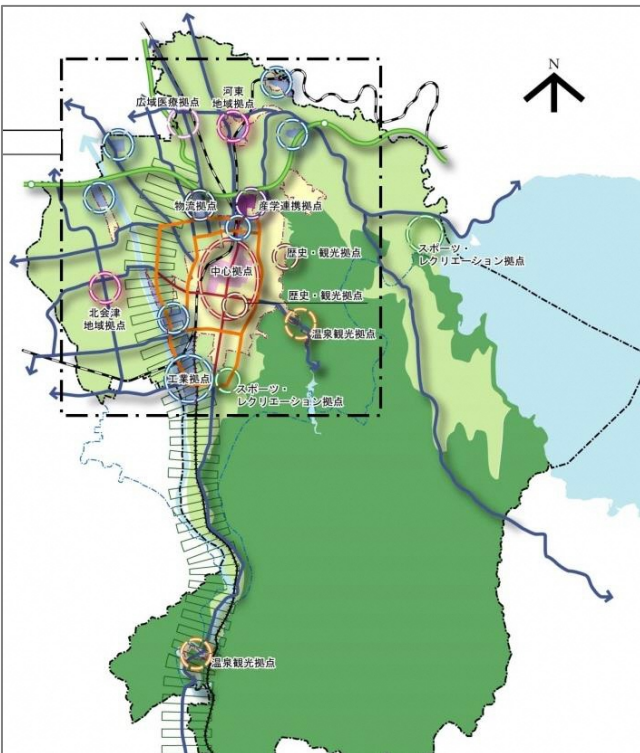 N
広域医療拠点
河東
地域拠点
物流拠点
産学連携拠点
歴史・観光拠点
スポーツ・
レクリエーション拠点
中心拠点
歴史・観光拠点
北会津
地域拠点
温泉観光拠点
工業拠点
スポーツ・
レクリエーション拠点
温泉観光拠点